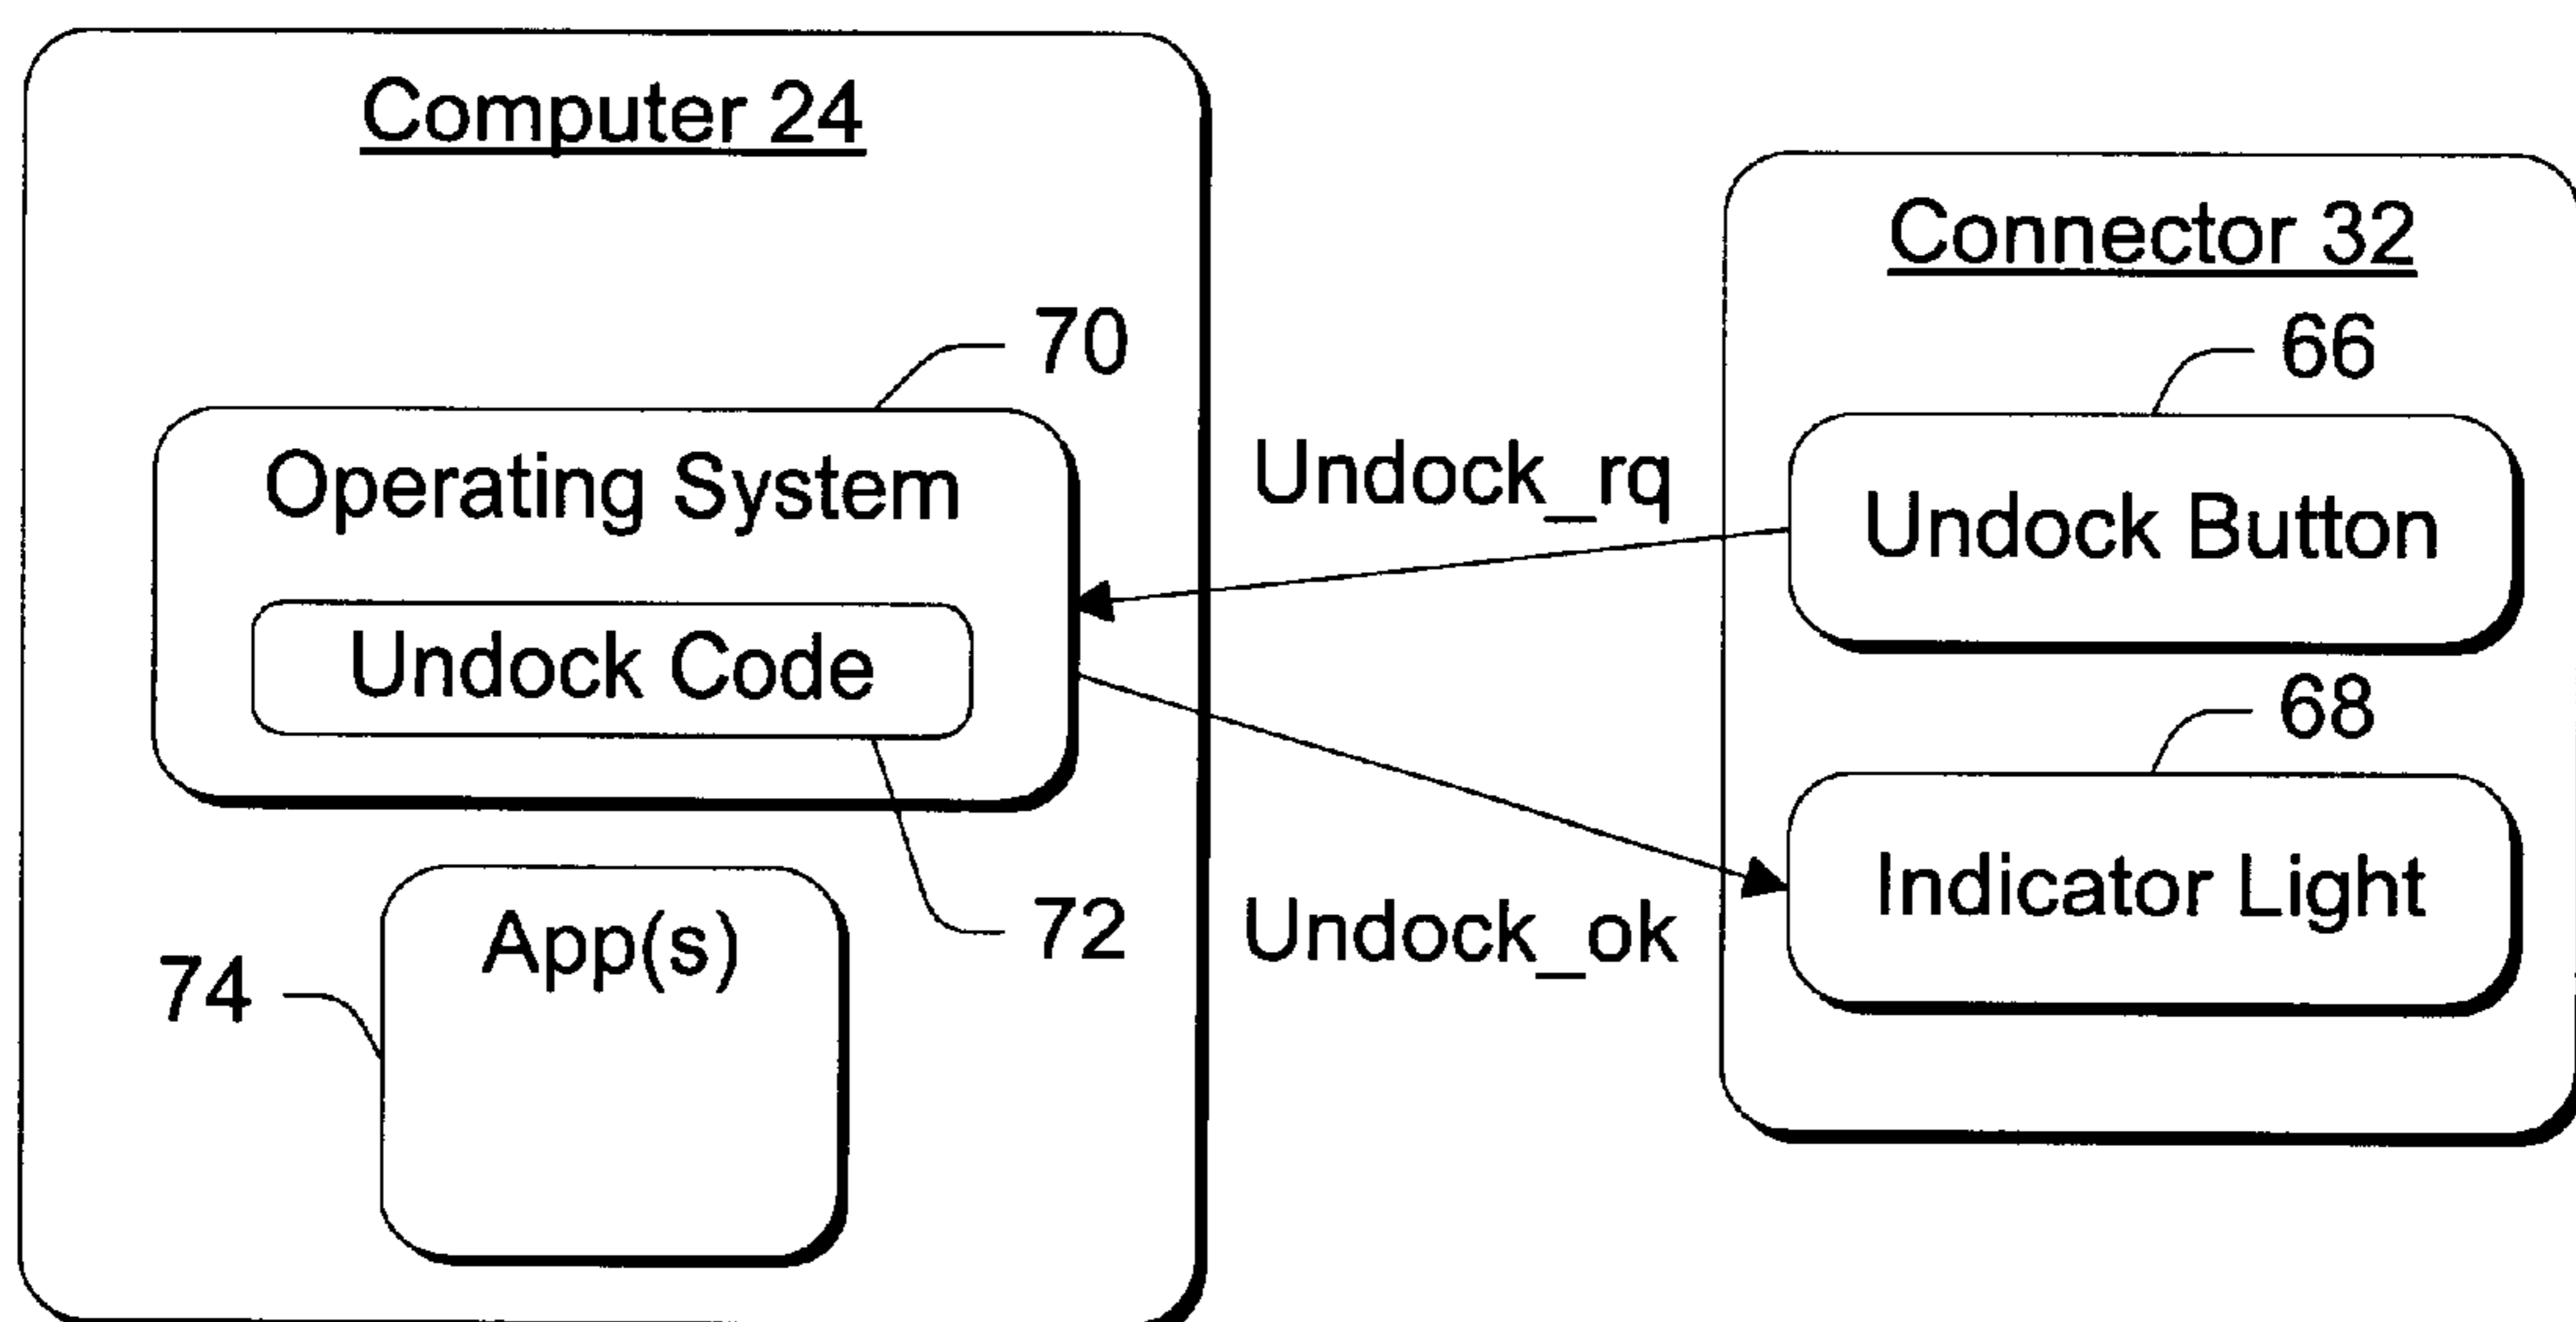 Computer 24
70
Operating System
Undock Code
72
App(s)
74
Undock_rq
Undock_ok
Connector 32
66
Undock Button
68
Indicator Light